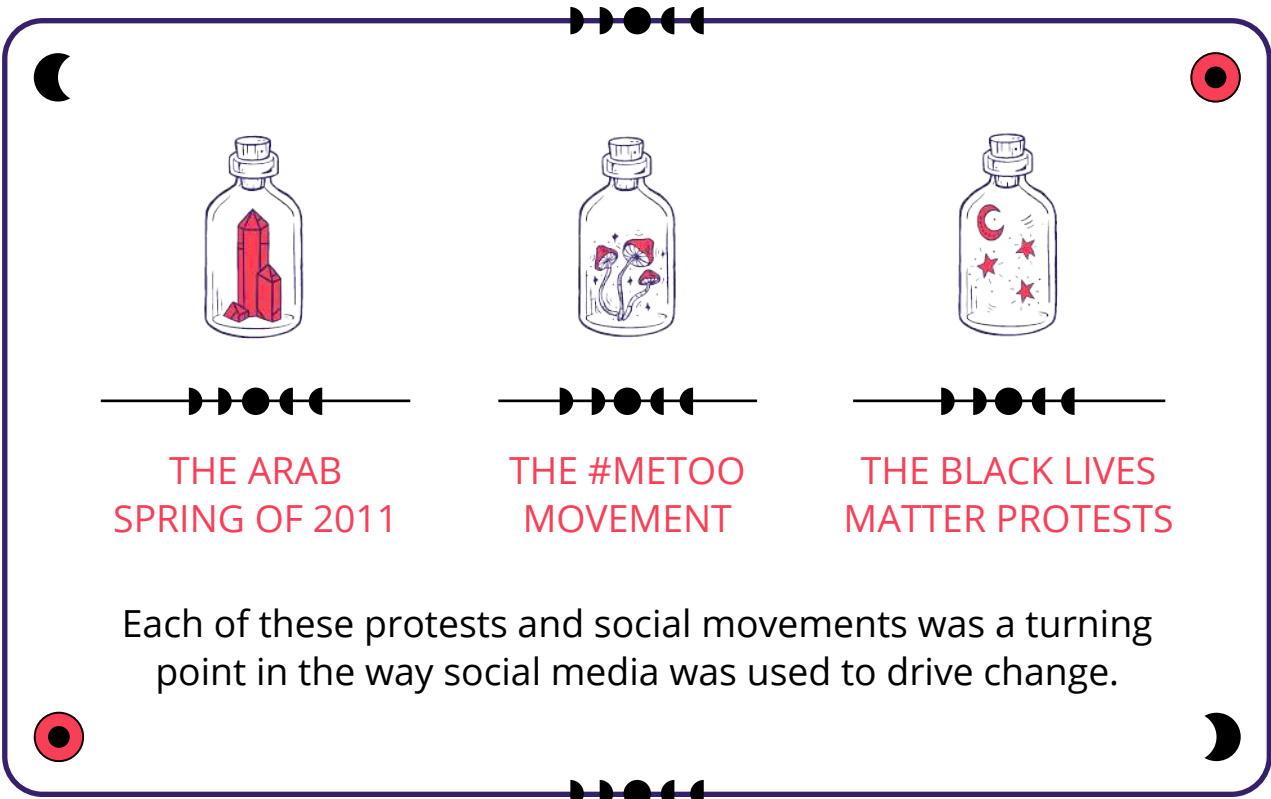 THE ARAB
SPRING OF 2011
THE #METOO
MOVEMENT
THE BLACK LIVES
MATTER PROTESTS
Each of these protests and social movements was a turning
point in the way social media was used to drive change.